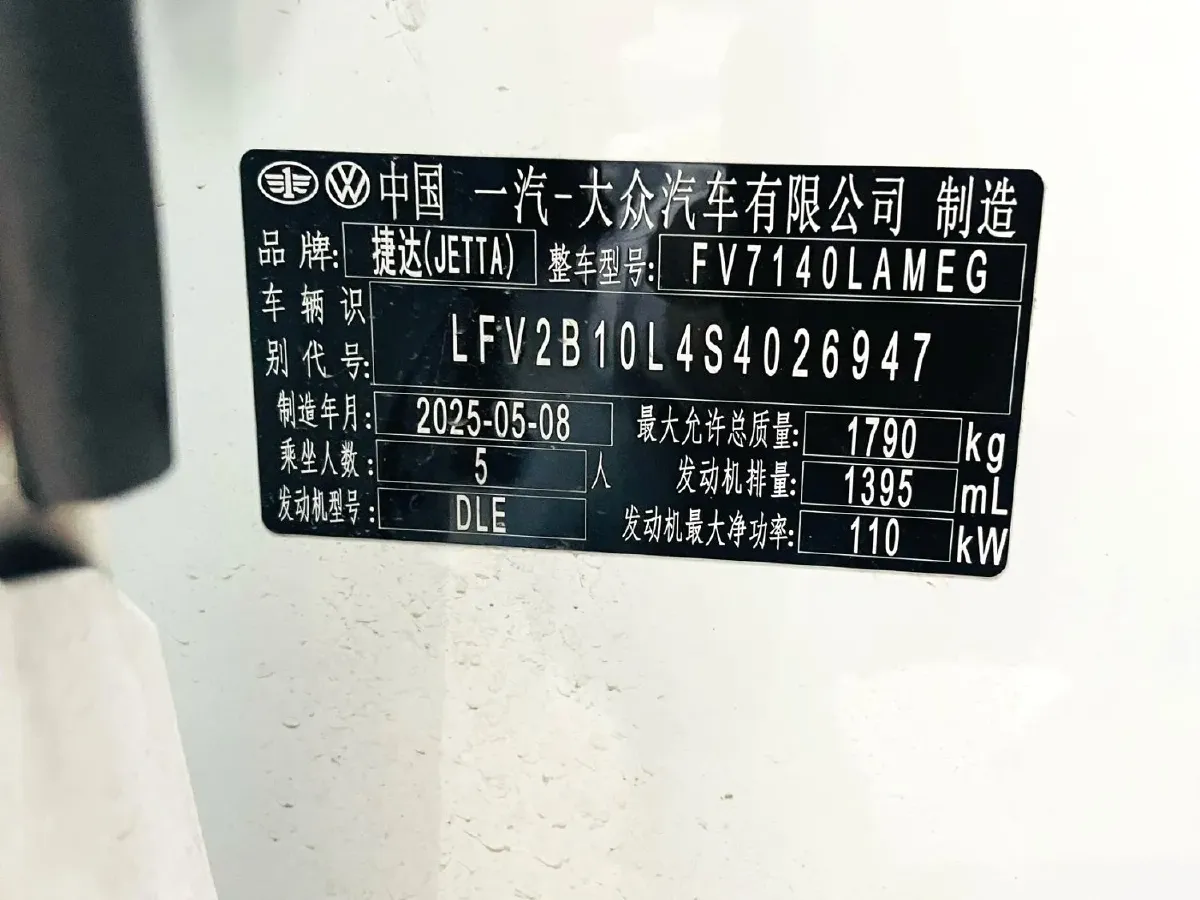 中国 一汽-大众汽车有限公司 制造
品牌: 捷达(JETTA) 整车型号: FV7140LAMEG
车辆识别代号: LFV2B10L4S4026947
制造年月: 2025-05-08 最大允许总质量: 1790 kg
乘坐人数: 5 人 发动机排量: 1395 mL
发动机型号: DLE 发动机最大净功率: 110 kW